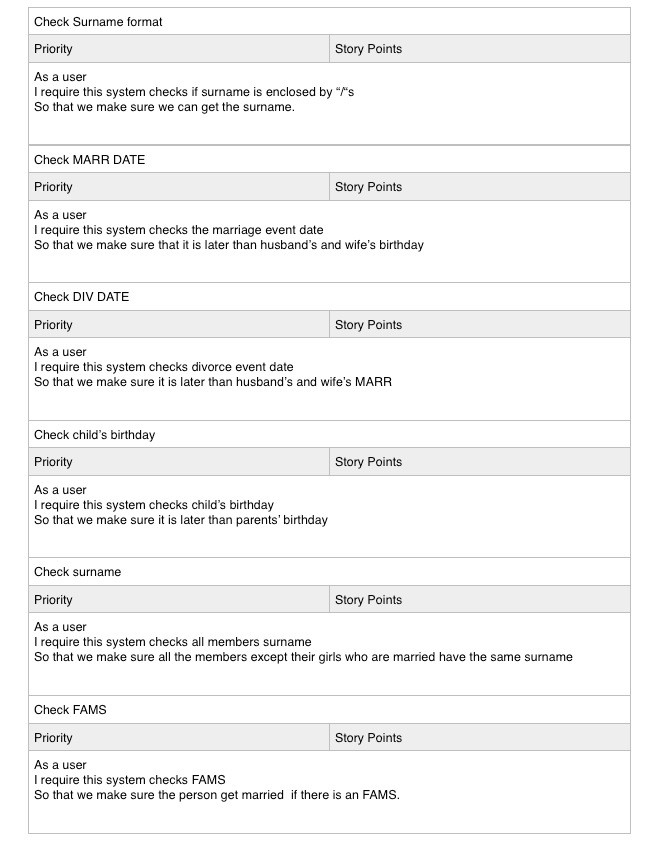 Check Surname format
Priority Story Points
As a user
I require this system checks if surname is enclosed by “/“s
So that we make sure we can get the surname.
Check MARR DATE
Priority Story Points
As a user
I require this system checks the marriage event date
So that we make sure that it is later than husband’s and wife’s birthday
Check DIV DATE
Priority Story Points
As a user
I require this system checks divorce event date
So that we make sure it is later than husband’s and wife’s MARR
Check child’s birthday
Priority Story Points
As a user
I require this system checks child’s birthday
So that we make sure it is later than parents’ birthday
Check surname
Priority Story Points
As a user
I require this system checks all members surname
So that we make sure all the members except their girls who are married have the same surname
Check FAMS
Priority Story Points
As a user
I require this system checks FAMS
So that we make sure the person get married  if there is an FAMS.